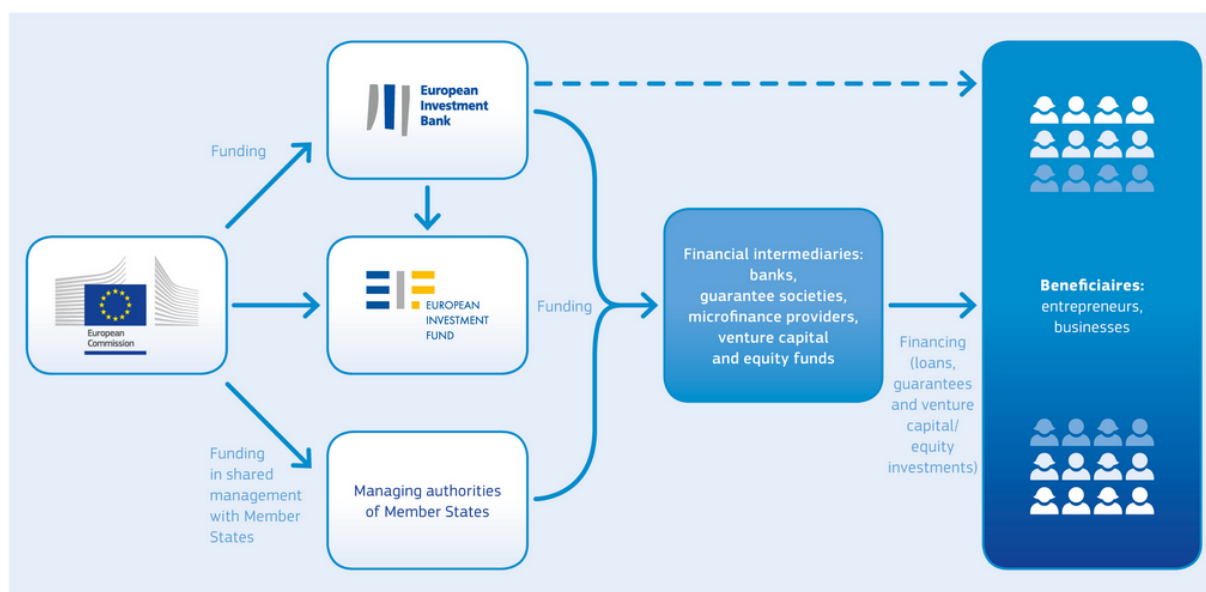 European
Investment
Bank
Funding
European
Commission
EIF
EUROPEAN
INVESTMENT
FUND
Funding
Funding
in shared
management
with Member
States
Managing authorities
of Member States
Financial intermediaries:
banks,
guarantee societies,
microfinance providers,
venture capital
and equity funds
Financing
(loans,
guarantees
and venture
capital/
equity
investments)
Beneficiaires:
entrepreneurs,
businesses